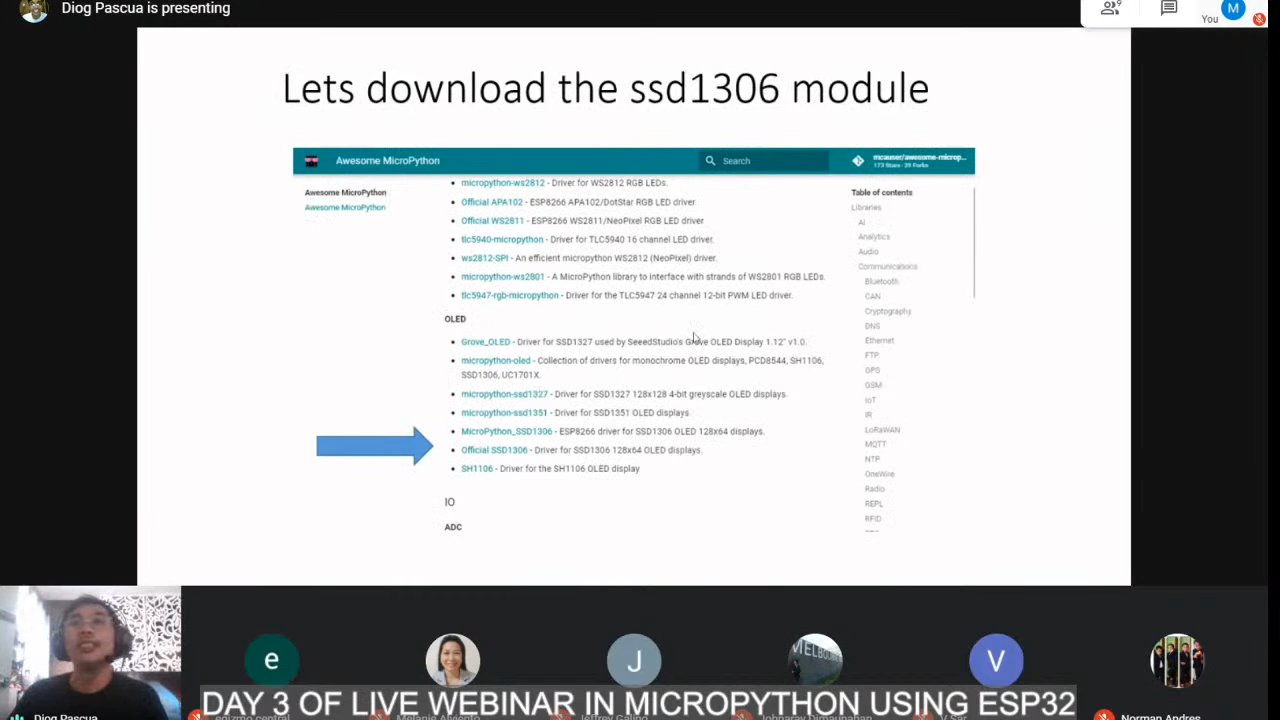 Diog Pascua is presenting
9
You
M
Lets download the ssd1306 module
Awesome MicroPython
Search
mcauser/awesome-microp...
173 Stars · 39 Forks
Awesome MicroPython
Awesome MicroPython
micropython-ws2812 - Driver for WS2812 RGB LEDs.
Official APA102 - ESP8266 APA102/DotStar RGB LED driver
Official WS2811 - ESP8266 WS2811/NeoPixel RGB LED driver
tlc5940-micropython - Driver for TLC5940 16 channel LED driver.
ws2812-SPI - An efficient micropython WS2812 (NeoPixel) driver.
micropython-ws2801 - A MicroPython library to interface with strands of WS2801 RGB LEDs.
tlc5947-rgb-micropython - Driver for the TLC5947 24 channel 12-bit PWM LED driver.
OLED
Grove_OLED - Driver for SSD1327 used by SeeedStudio's Grove OLED Display 1.12" v1.0.
micropython-oled - Collection of drivers for monochrome OLED displays, PCD8544, SH1106,
SSD1306, UC1701X.
micropython-ssd1327 - Driver for SSD1327 128x128 4-bit greyscale OLED displays.
micropython-ssd1351 - Driver for SSD1351 OLED displays.
MicroPython_SSD1306 - ESP8266 driver for SSD1306 OLED 128x64 displays.
Official SSD1306 - Driver for SSD1306 128x64 OLED displays.
SH1106 - Driver for the SH1106 OLED display
IO
ADC
Table of contents
Libraries
AI
Analytics
Audio
Communications
Bluetooth
CAN
Cryptography
DNS
Ethernet
FTP
GPS
GSM
IoT
IR
LoRaWAN
MQTT
NTP
OneWire
Radio
REPL
RFID
e
J
MELBOU
V
DAY 3 OF LIVE WEBINAR IN MICROPYTHON USING ESP32
Diog Pascua
Norman Andres